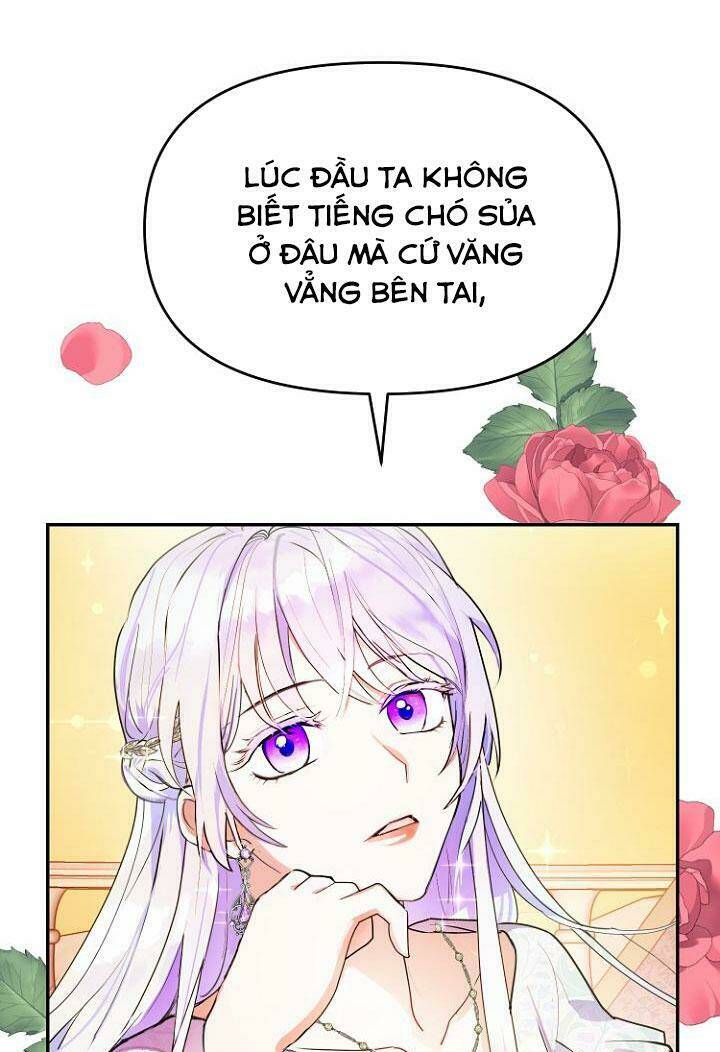 LÚC ĐẦU TA KHÔNG
BIẾT TIẾNG CHÓ SỦA
Ở ĐÂU MÀ CỨ VĂNG
VẲNG BÊN TAI,